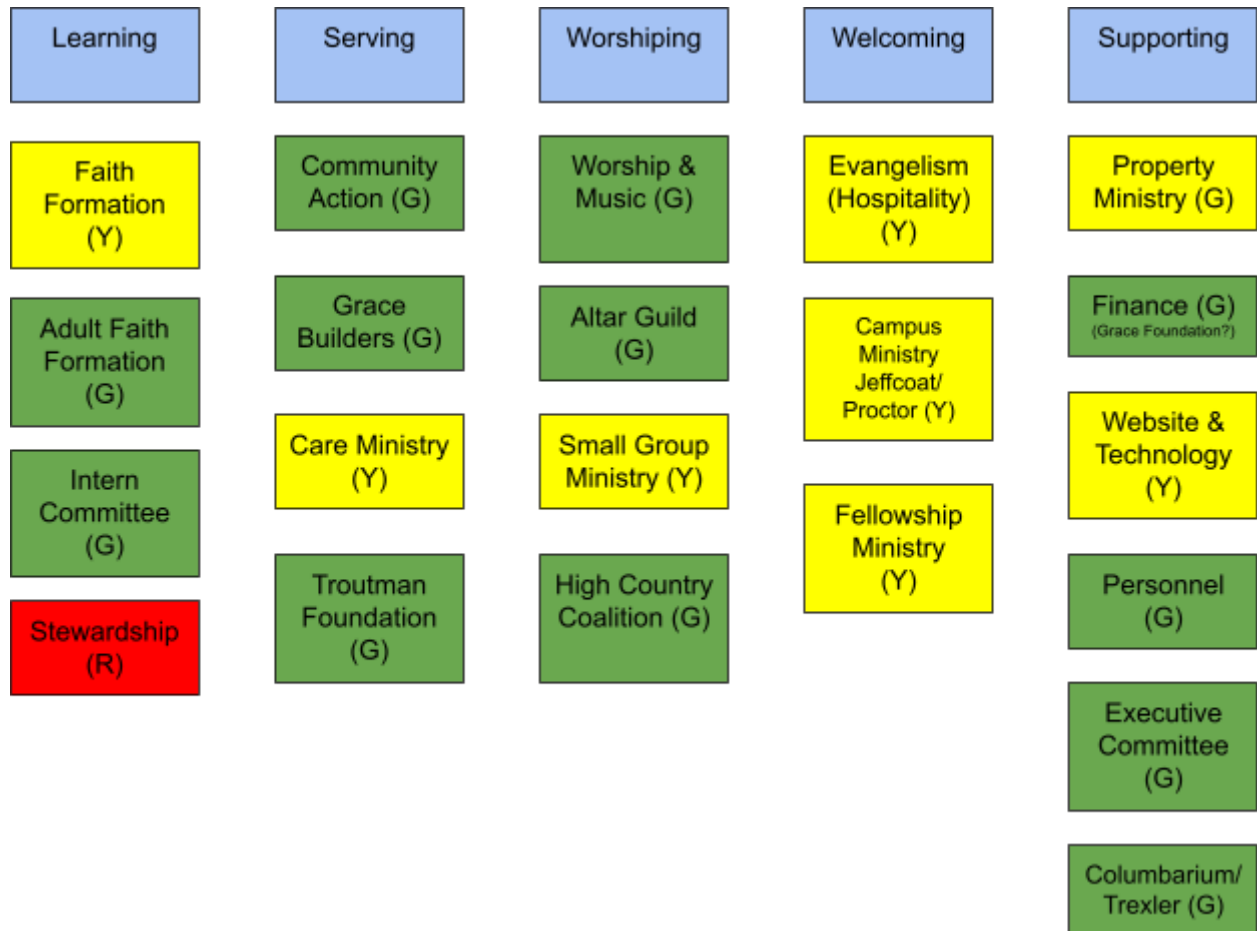 Learning
Serving
Worshiping
Welcoming
Supporting
Faith
Formation
(Y)
Adult Faith
Formation
(G)
Intern
Committee
(G)
Stewardship
(R)
Community
Action (G)
Grace
Builders (G)
Care Ministry
(Y)
Troutman
Foundation
(G)
Worship &
Music (G)
Altar Guild
(G)
Small Group
Ministry (Y)
High Country
Coalition (G)
Evangelism
(Hospitality)
(Y)
Campus
Ministry
Jeffcoat/
Proctor (Y)
Fellowship
Ministry
(Y)
Property
Ministry (G)
Finance (G)
(Grace Foundation?)
Website &
Technology
(Y)
Personnel
(G)
Executive
Committee
(G)
Columbarium/
Trexler (G)